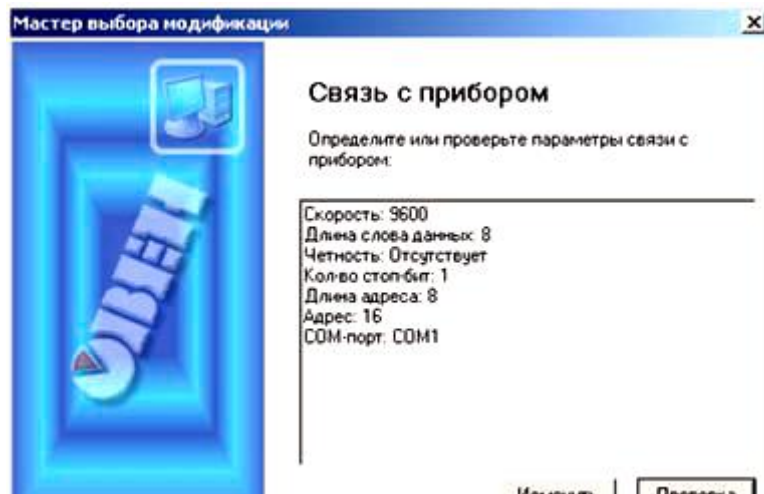 Мастер выбора модификации
ОВЕН
Связь с прибором
Определите или проверьте параметры связи с
прибором:
Скорость: 9600
Длина слова данных: 8
Четность: Отсутствует
Кол-во стоп-бит: 1
Длина адреса: 8
Адрес: 16
COM-порт: COM1